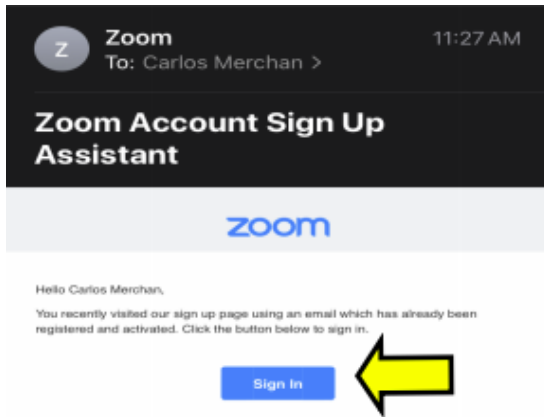 Z
Zoom
11:27 AM
To: Carlos Merchan >
Zoom Account Sign Up
Assistant
zoom
Hello Carlos Merchan,
You recently visited our sign up page using an email which has already been
registered and activated. Click the button below to sign in.
Sign In